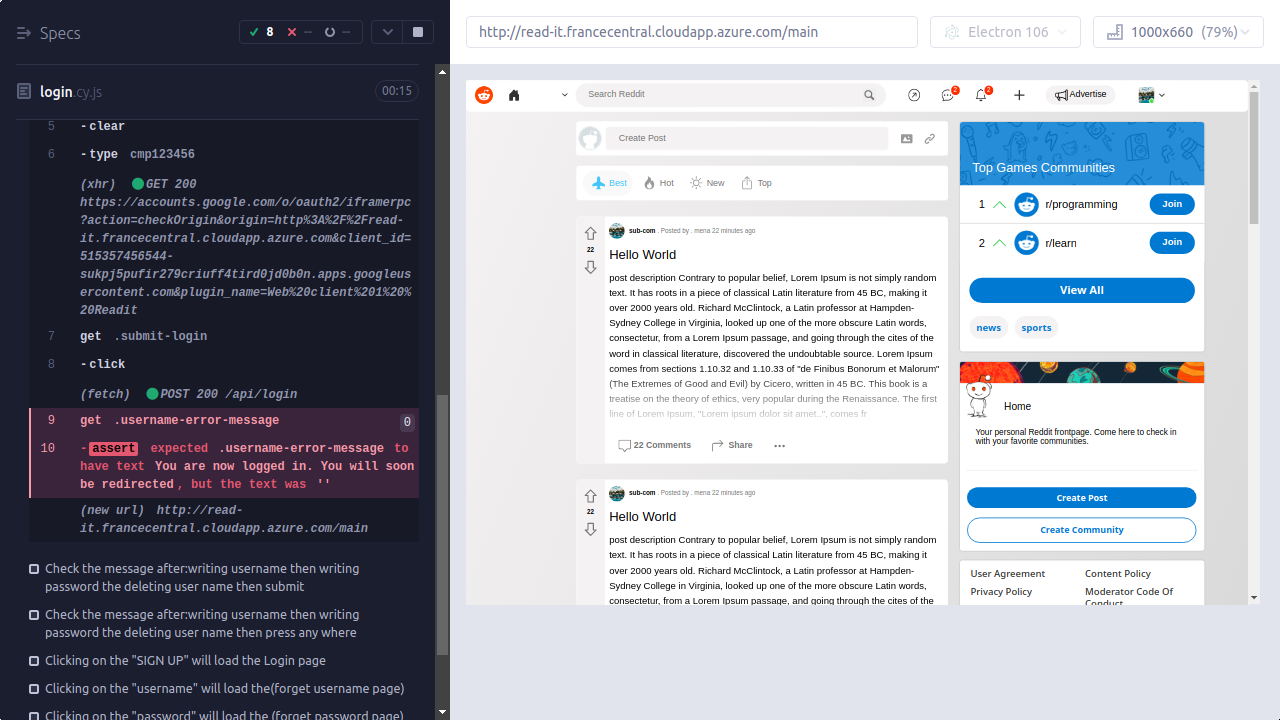 Specs
8
--
--
login.cy.js
00:15
5 -clear
6 -type cmp123456
(xhr) GET 200
https://accounts.google.com/o/oauth2/iframerpc
?action=checkOrigin&origin=http%3A%2F%2Fread-
it.francecentral.cloudapp.azure.com&client_id=
515357456544-
sukpj5pufir279criuff4tird0jd0b0n.apps.googleus
ercontent.com&plugin_name=Web%20client%201%20%
20Readit
7 get .submit-login
8 -click
(fetch) POST 200 /api/login
9 get .username-error-message 0
10 -assert expected .username-error-message to
have text You are now logged in. You will soon
be redirected, but the text was ''
(new url) http://read-
it.francecentral.cloudapp.azure.com/main
Check the message after:writing username then writing
password the deleting user name then submit
Check the message after:writing username then writing
password the deleting user name then press any where
Clicking on the "SIGN UP" will load the Login page
Clicking on the "username" will load the(forget username page)
Clicking on the "password" will load the (forget password page)
http://read-it.francecentral.cloudapp.azure.com/main
Electron 106
1000x660 (79%)
Search Reddit
2
2
Advertise
Create Post
Best
Hot
New
Top
22
sub-com . Posted by . mena 22 minutes ago
Hello World
post description Contrary to popular belief, Lorem Ipsum is not simply random
text. It has roots in a piece of classical Latin literature from 45 BC, making it
over 2000 years old. Richard McClintock, a Latin professor at Hampden-
Sydney College in Virginia, looked up one of the more obscure Latin words,
consectetur, from a Lorem Ipsum passage, and going through the cites of the
word in classical literature, discovered the undoubtable source. Lorem Ipsum
comes from sections 1.10.32 and 1.10.33 of "de Finibus Bonorum et Malorum"
(The Extremes of Good and Evil) by Cicero, written in 45 BC. This book is a
treatise on the theory of ethics, very popular during the Renaissance. The first
line of Lorem Ipsum, "Lorem ipsum dolor sit amet..", comes fr
22 Comments
Share
22
sub-com . Posted by . mena 22 minutes ago
Hello World
post description Contrary to popular belief, Lorem Ipsum is not simply random
text. It has roots in a piece of classical Latin literature from 45 BC, making it
over 2000 years old. Richard McClintock, a Latin professor at Hampden-
Sydney College in Virginia, looked up one of the more obscure Latin words,
consectetur, from a Lorem Ipsum passage, and going through the cites of the
Top Games Communities
1 r/programming Join
2 r/learn Join
View All
news
sports
Home
Your personal Reddit frontpage. Come here to check in
with your favorite communities.
Create Post
Create Community
User Agreement
Content Policy
Privacy Policy
Moderator Code Of
Conduct